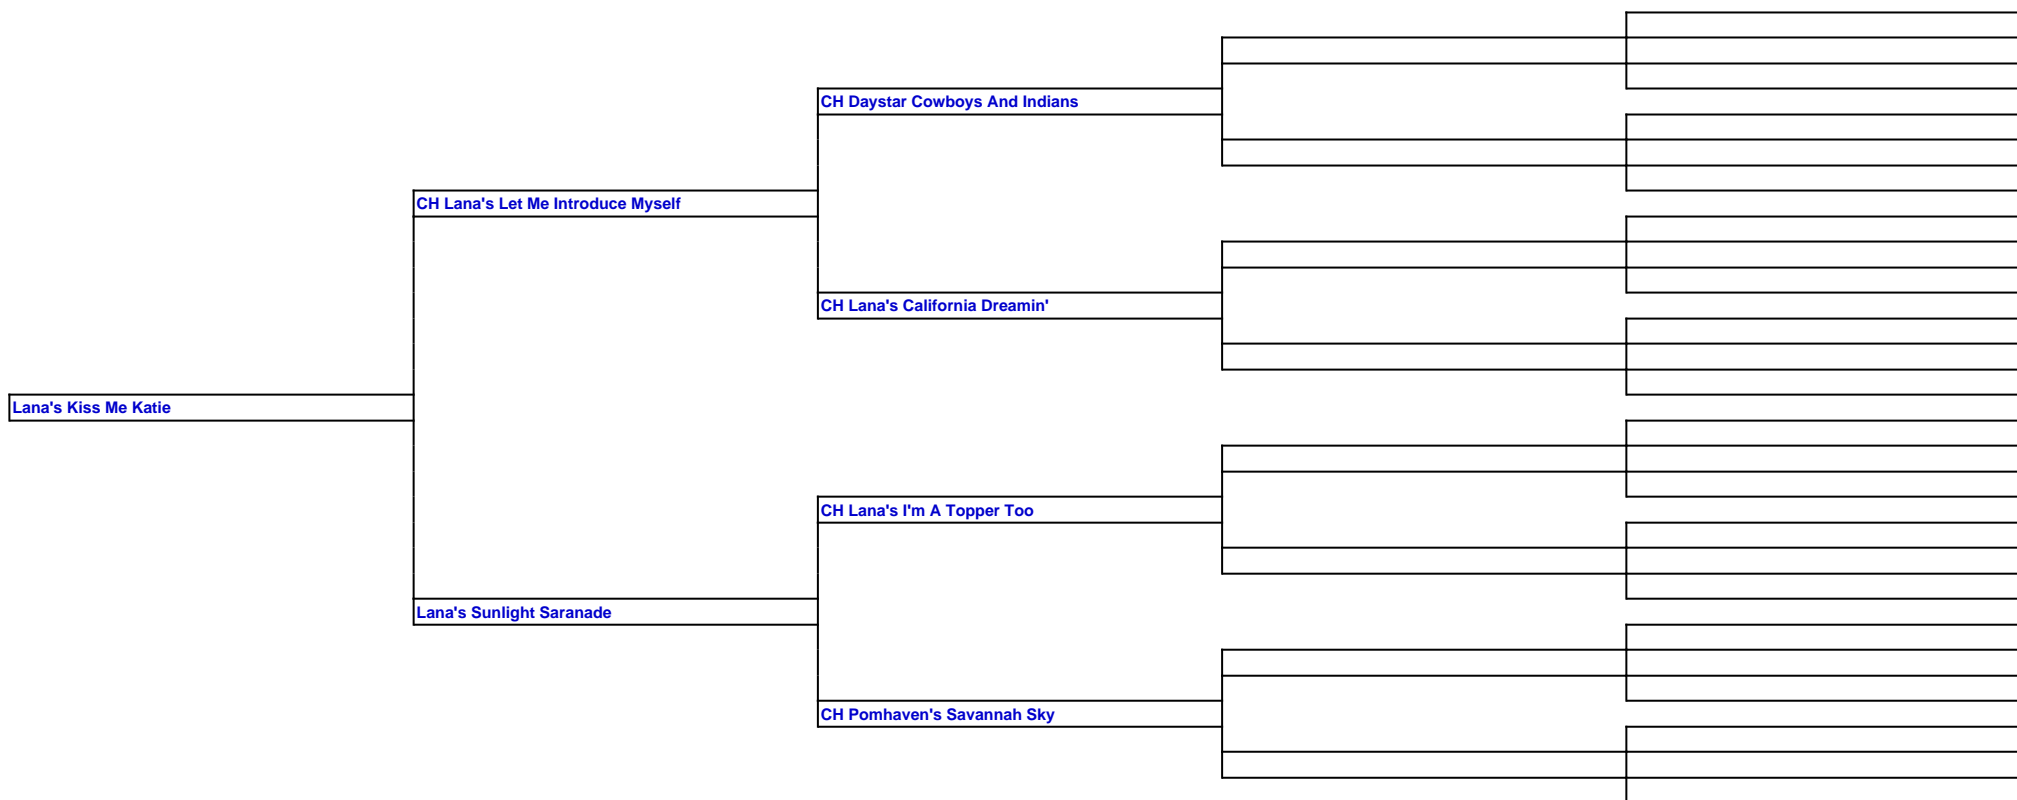 CH Daystar Cowboys And Indians
CH Lana's Let Me Introduce Myself
CH Lana's California Dreamin'
Lana's Kiss Me Katie
CH Lana's I'm A Topper Too
Lana's Sunlight Saranade
CH Pomhaven's Savannah Sky